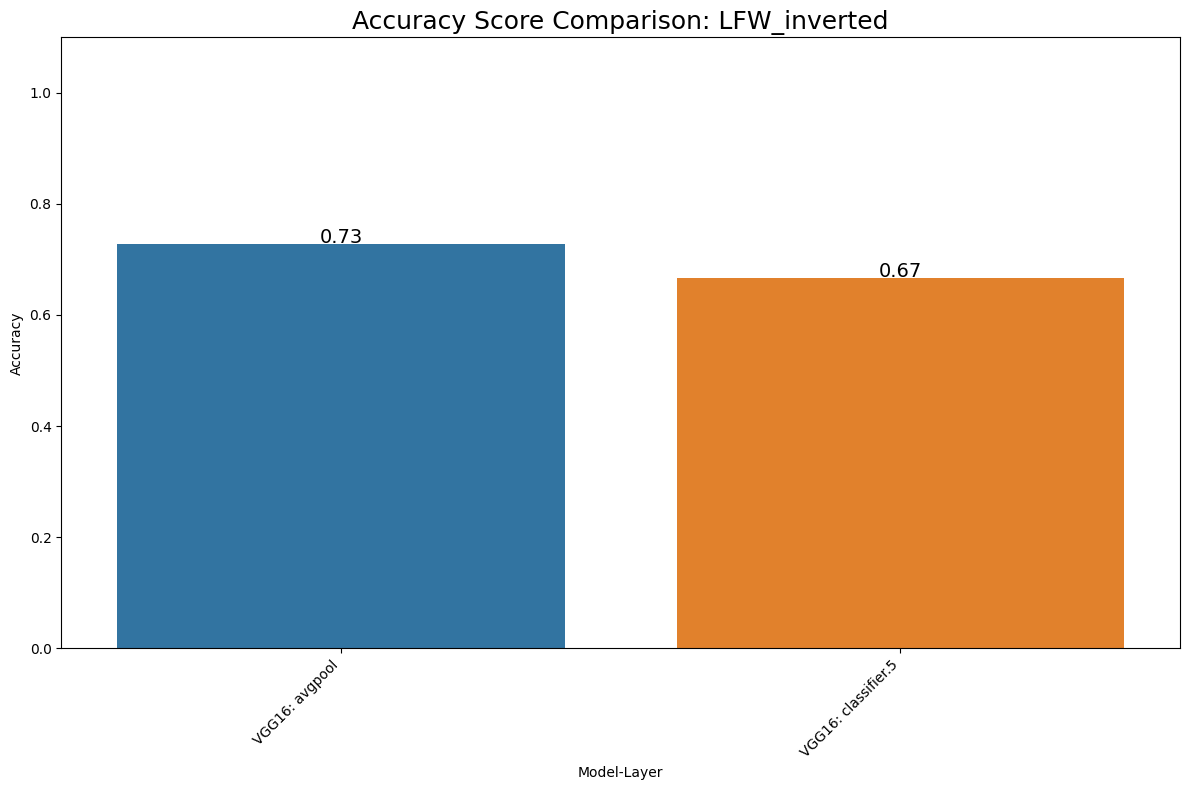 Accuracy Score Comparison: LFW_inverted
Accuracy
1.0
0.8
0.6
0.4
0.2
0.0
0.73
0.67
VGG16: avgpool
VGG16: classifier.5
Model-Layer